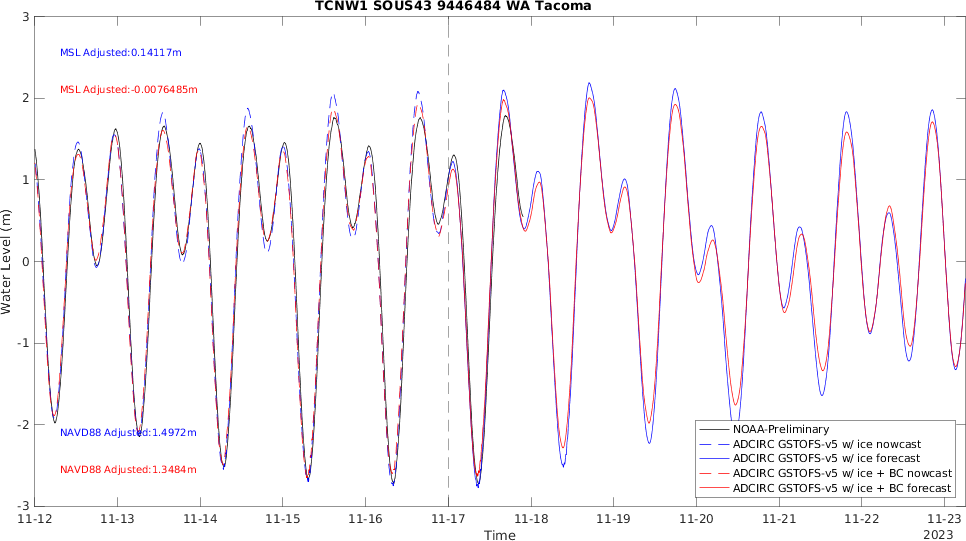 TCNW1 SOUS43 9446484 WA Tacoma
3
MSL Adjusted:0.14117m
MSL Adjusted:-0.0076485m
2
1
0
-1
-2
-3
Water Level (m)
NAVD88 Adjusted:1.4972m
NAVD88 Adjusted:1.3484m
NOAA-Preliminary
ADCIRC GSTOFS-v5 w/ ice nowcast
ADCIRC GSTOFS-v5 w/ ice forecast
ADCIRC GSTOFS-v5 w/ ice + BC nowcast
ADCIRC GSTOFS-v5 w/ ice + BC forecast
11-12 11-13 11-14 11-15 11-16 11-17 11-18 11-19 11-20 11-21 11-22 11-23
Time
2023